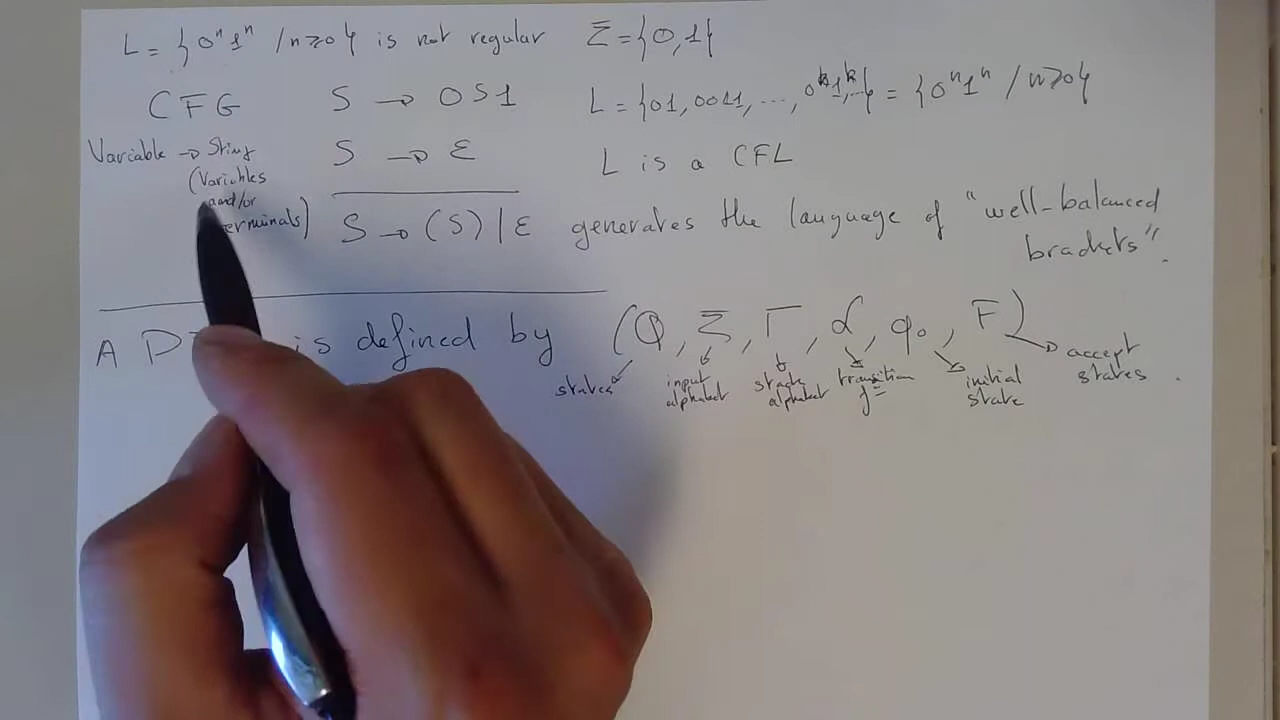 L = {0ⁿ1ⁿ / n≥0} is not regular Σ = {0,1}
CFG S → 0S1 L = {01, 0011, ..., 0ᵏ1ᵏ, ...} = {0ⁿ1ⁿ / n≥0}
Variable → String S → ε L is a CFL
(Variables
and/or
terminals) S → (S) | ε generates the language of "well-balanced
brackets".
A is defined by (Q, Σ, Γ, δ, q₀, F)
states input alphabet stack alphabet transition f= initial state accept states.